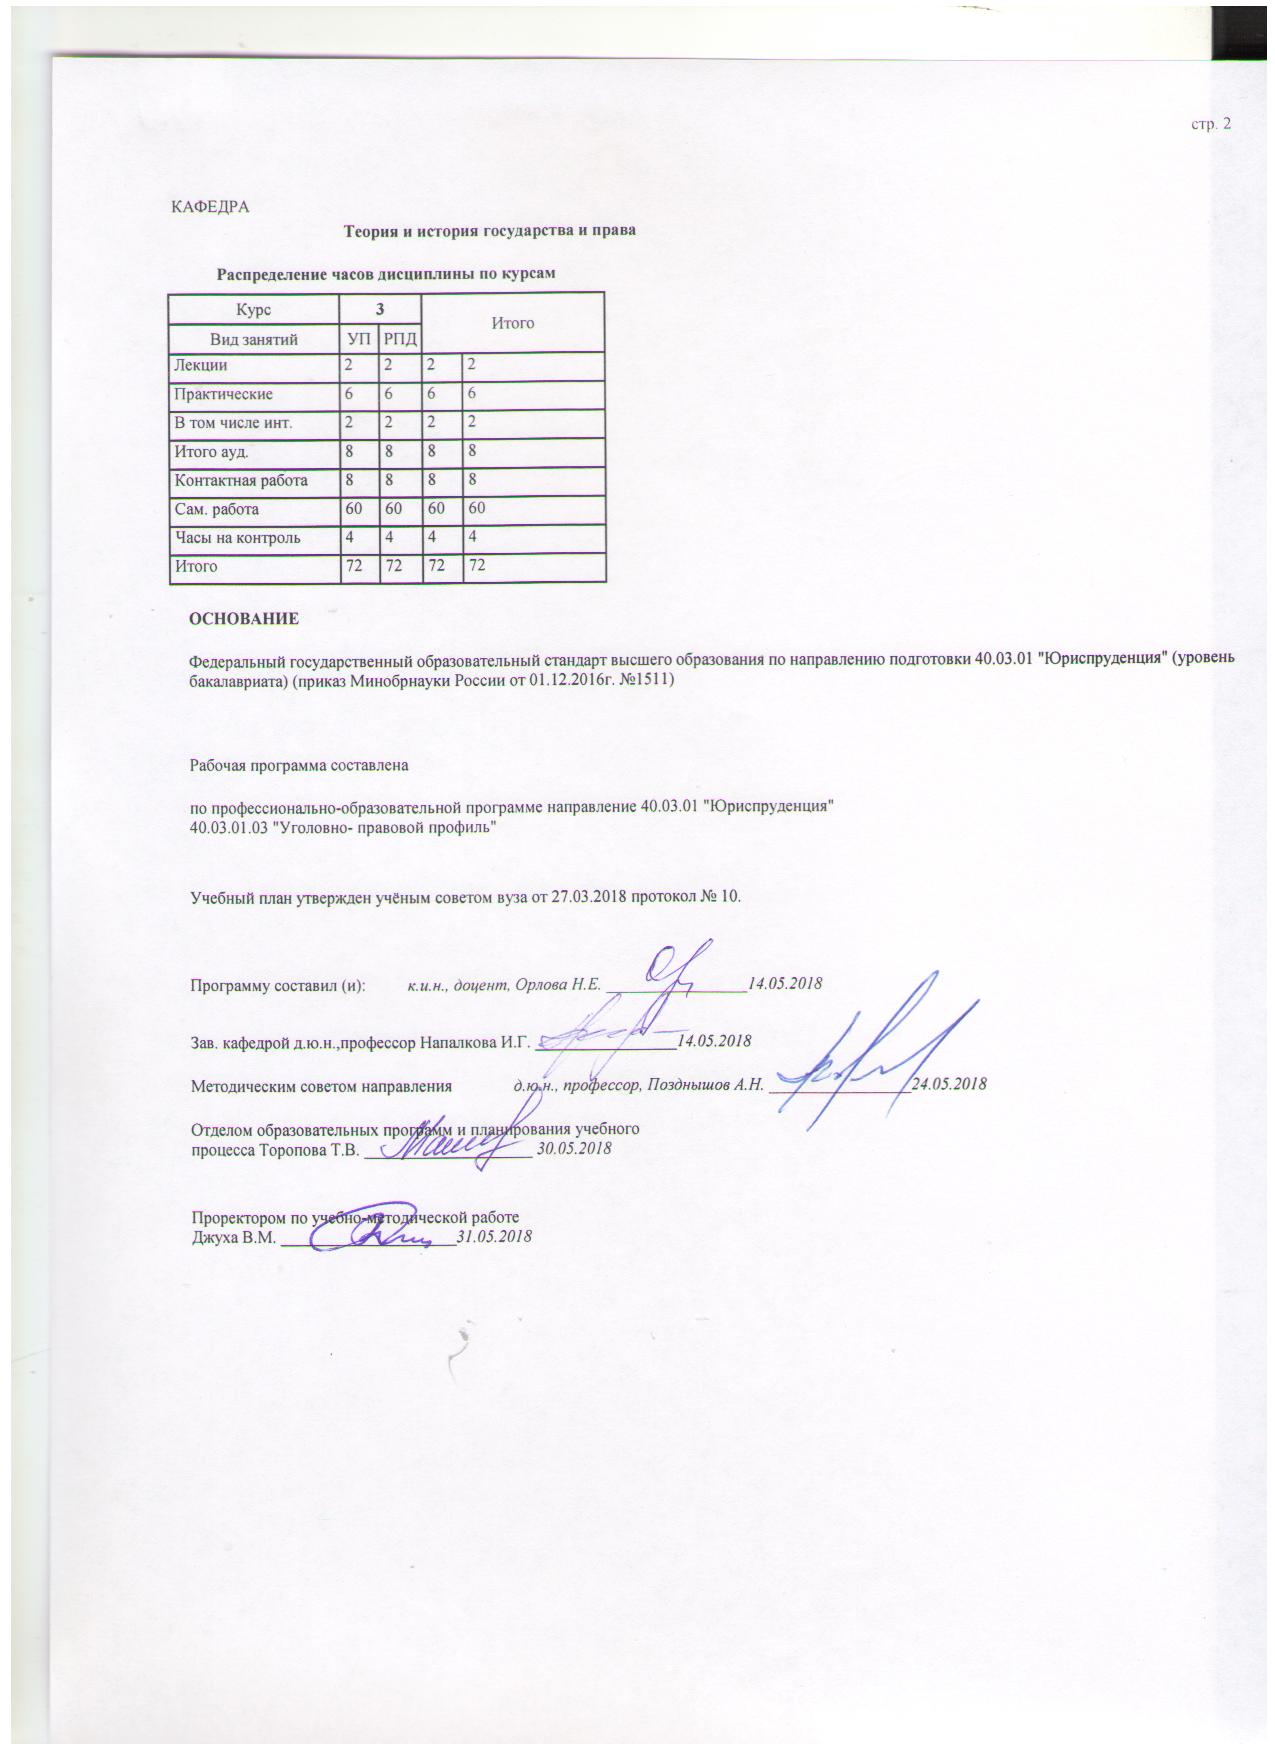 стр. 2
КАФЕДРА
Теория и история государства и права
Распределение часов дисциплины по курсам
Курс 3 Итого
Вид занятий УП РПД
Лекции 2 2 2 2
Практические 6 6 6 6
В том числе инт. 2 2 2 2
Итого ауд. 8 8 8 8
Контактная работа 8 8 8 8
Сам. работа 60 60 60 60
Часы на контроль 4 4 4 4
Итого 72 72 72 72
ОСНОВАНИЕ
Федеральный государственный образовательный стандарт высшего образования по направлению подготовки 40.03.01 "Юриспруденция" (уровень
бакалавриата) (приказ Минобрнауки России от 01.12.2016г. №1511)
Рабочая программа составлена
по профессионально-образовательной программе направление 40.03.01 "Юриспруденция"
40.03.01.03 "Уголовно- правовой профиль"
Учебный план утвержден учёным советом вуза от 27.03.2018 протокол № 10.
Программу составил (и): к.и.н., доцент, Орлова Н.Е. 14.05.2018
Зав. кафедрой д.ю.н.,профессор Напалкова И.Г. 14.05.2018
Методическим советом направления д.ю.н., профессор, Позднышов А.Н. 24.05.2018
Отделом образовательных программ и планирования учебного
процесса Торопова Т.В. 30.05.2018
Проректором по учебно-методической работе
Джуха В.М. 31.05.2018